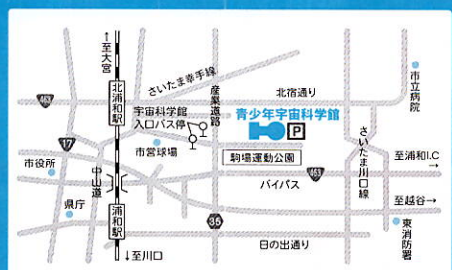 ↑至大宮
さいたま幸手線
産業道路
北宿通り
市立病院
463
北浦和駅
宇宙科学館
入口バス停
青少年宇宙科学館
P
さいたま川口線
17
市営球場
駒場運動公園
至浦和I.C
→
市役所
中山道
バイパス
463
県庁
至越谷→
浦和駅
35
東消防署
日の出通り
↓至川口